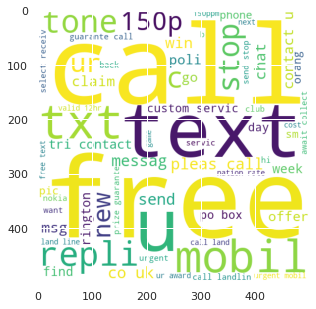 0
tone
150p
150ppm
phone
next
guarante call
win
stop
contact u
select receiv
ur
back
poli
send stop
claim
c
go
chat
orang
100
call
valid 12hr
custom servic
club
await collect
200
txt
text
day
cost
sm
free text
tri contact
game
servic
messag
pleas call
hi
week
300
free
nation rate
pic
nokia
new
rington
prize guarante
send
offer
want
msg
u
po box
400
land line
repli
call land
mobil
urgent
find
co uk
ur award
call landlin
urgent mobil
0
100
200
300
400